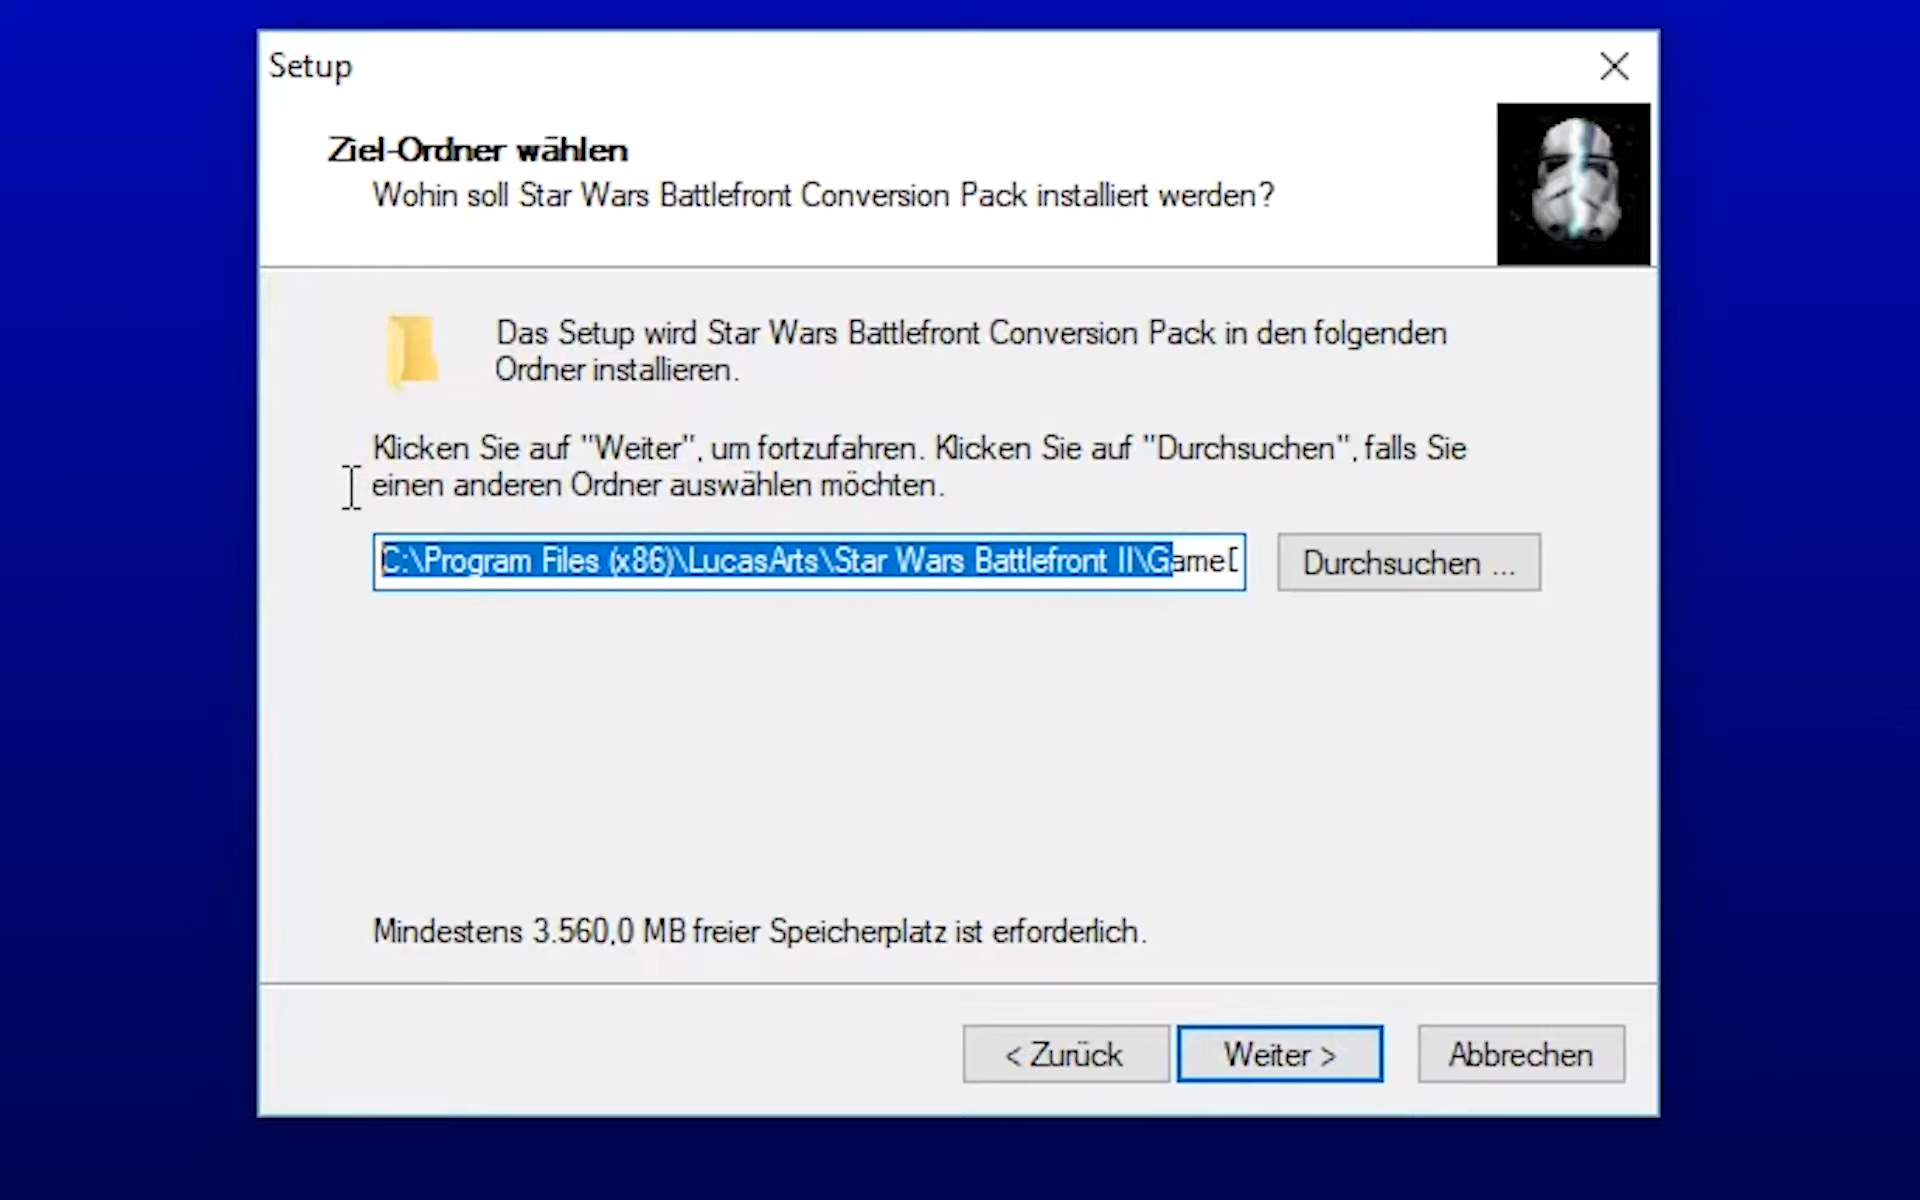 Setup
Ziel-Ordner wählen
Wohin soll Star Wars Battlefront Conversion Pack installiert werden?
Das Setup wird Star Wars Battlefront Conversion Pack in den folgenden
Ordner installieren.
Klicken Sie auf "Weiter", um fortzufahren. Klicken Sie auf "Durchsuchen", falls Sie
einen anderen Ordner auswählen möchten.
C:\Program Files (x86)\LucasArts\Star Wars Battlefront II\Game
Durchsuchen ...
Mindestens 3.560,0 MB freier Speicherplatz ist erforderlich.
< Zurück
Weiter >
Abbrechen